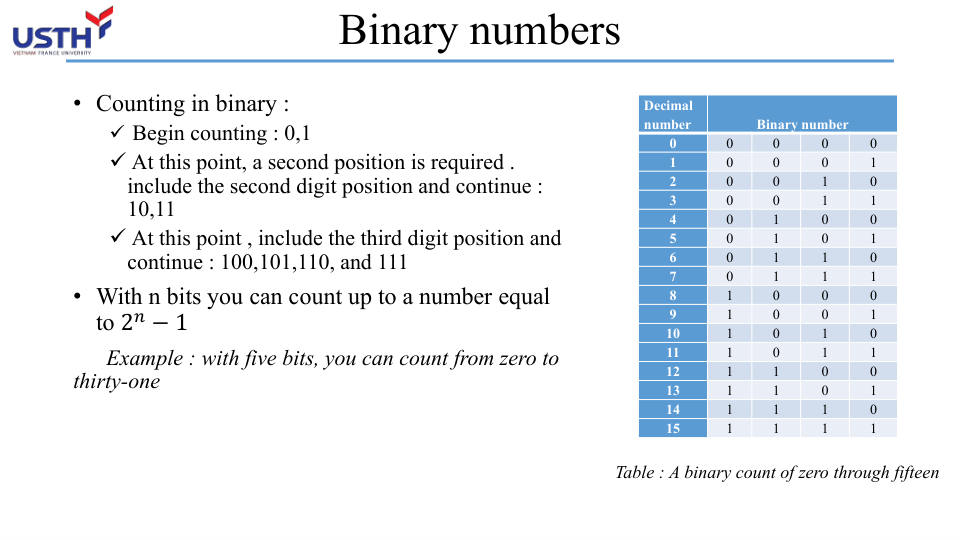 USTH
VIETNAM FRANCE UNIVERSITY
Binary numbers
• Counting in binary :
✓ Begin counting : 0,1
✓ At this point, a second position is required .
include the second digit position and continue :
10,11
✓ At this point , include the third digit position and
continue : 100,101,110, and 111
• With n bits you can count up to a number equal
to 2ⁿ − 1
Example : with five bits, you can count from zero to
thirty-one
Decimal
number Binary number
0 0 0 0 0
1 0 0 0 1
2 0 0 1 0
3 0 0 1 1
4 0 1 0 0
5 0 1 0 1
6 0 1 1 0
7 0 1 1 1
8 1 0 0 0
9 1 0 0 1
10 1 0 1 0
11 1 0 1 1
12 1 1 0 0
13 1 1 0 1
14 1 1 1 0
15 1 1 1 1
Table : A binary count of zero through fifteen